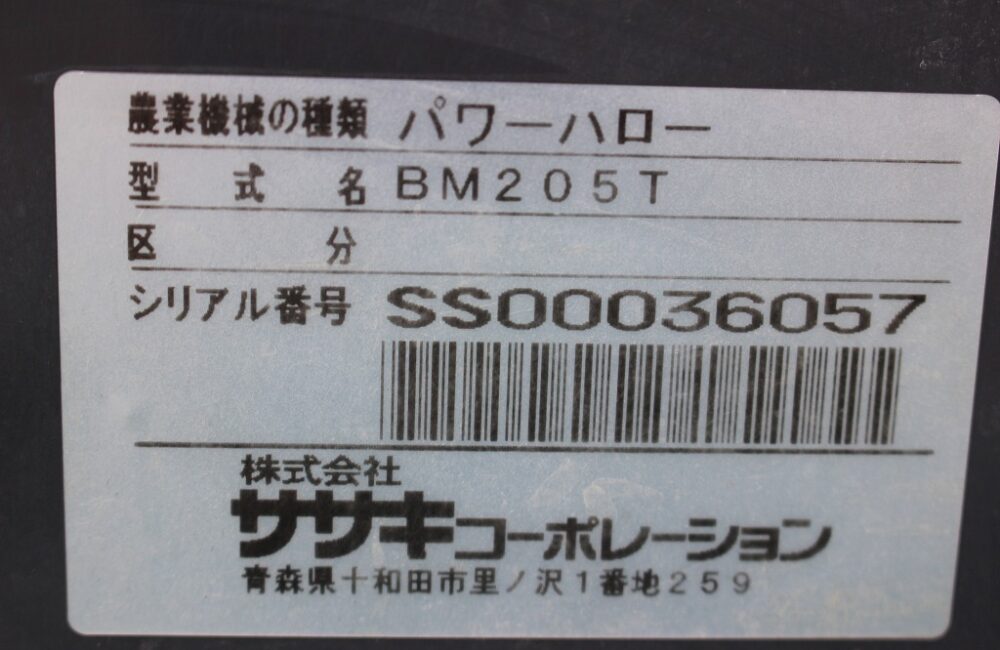 農業機械の種類 パワーハロー
型式名 BM205T
区分
シリアル番号 SS00036057
株式会社
ササキコーポレーション
青森県十和田市里ノ沢1番地259